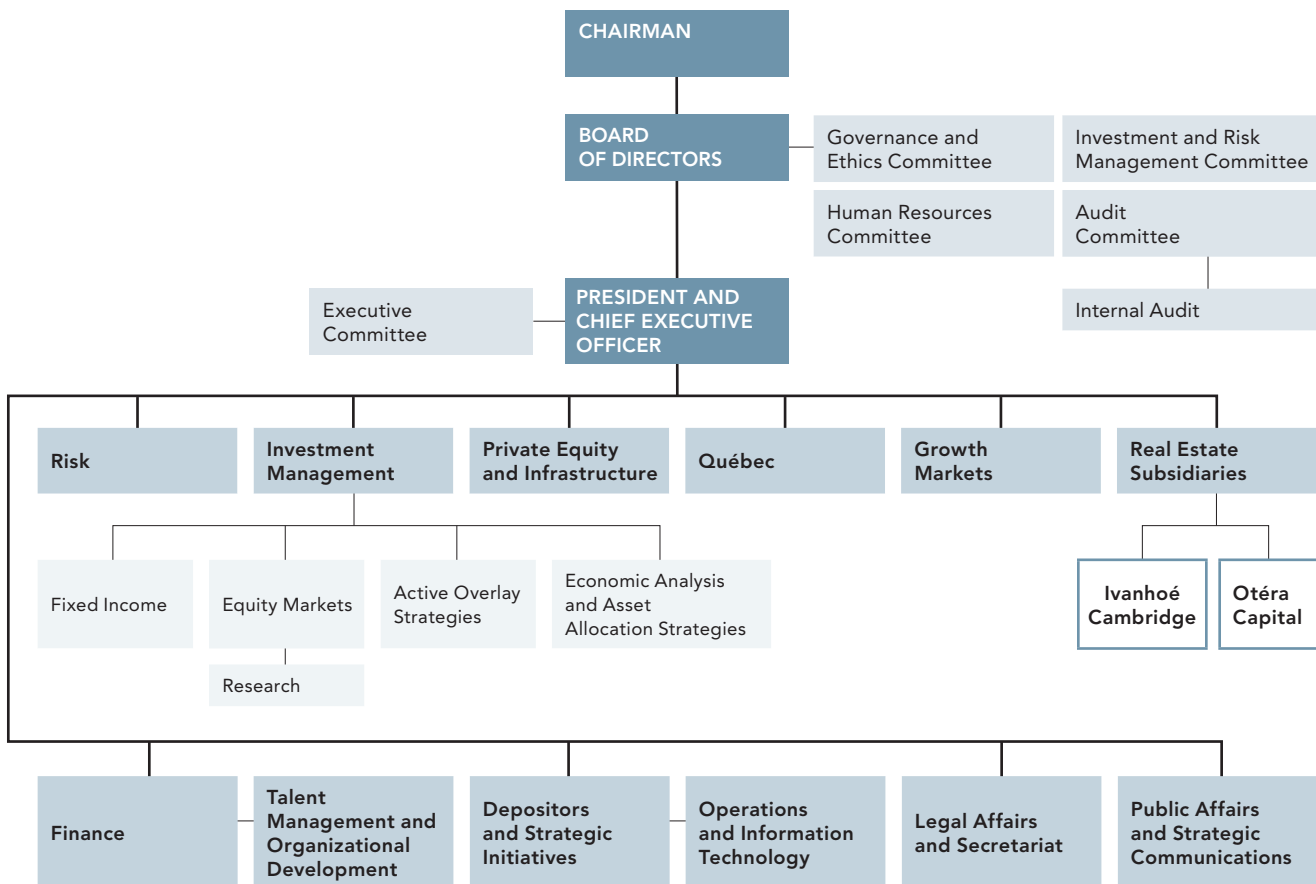 CHAIRMAN
BOARD
OF DIRECTORS
Governance and
Ethics Committee
Investment and Risk
Management Committee
Human Resources
Committee
Audit
Committee
Internal Audit
Executive
Committee
PRESIDENT AND
CHIEF EXECUTIVE
OFFICER
Risk
Investment
Management
Private Equity
and Infrastructure
Québec
Growth
Markets
Real Estate
Subsidiaries
Fixed Income
Equity Markets
Active Overlay
Strategies
Economic Analysis
and Asset
Allocation Strategies
Ivanhoé
Cambridge
Otéra
Capital
Research
Finance
Talent
Management and
Organizational
Development
Depositors
and Strategic
Initiatives
Operations
and Information
Technology
Legal Affairs
and Secretariat
Public Affairs
and Strategic
Communications